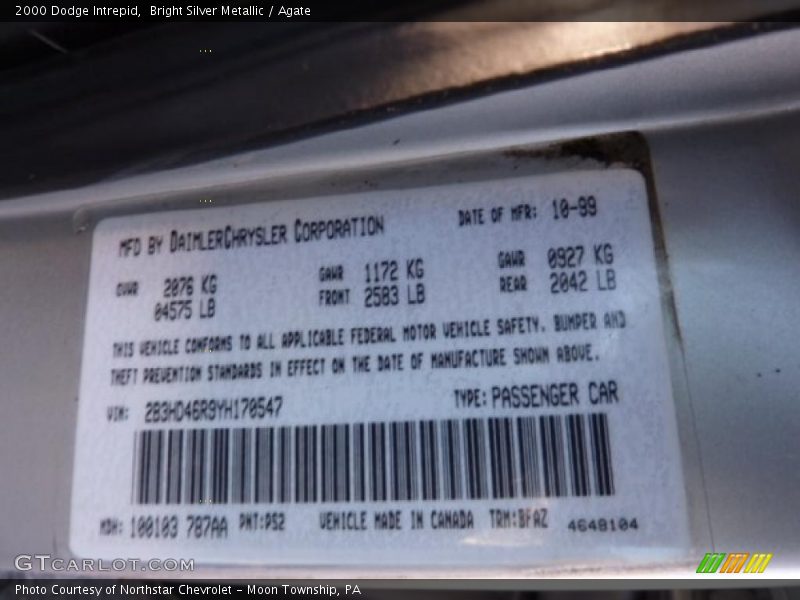 2000 Dodge Intrepid,  Bright Silver Metallic / Agate
MFD BY DAIMLERCHRYSLER CORPORATION DATE OF MFR: 10-99
GVWR 2076 KG GAWR 1172 KG GAWR 0927 KG
04575 LB FRONT 2583 LB REAR 2042 LB
THIS VEHICLE CONFORMS TO ALL APPLICABLE FEDERAL MOTOR VEHICLE SAFETY, BUMPER AND
THEFT PREVENTION STANDARDS IN EFFECT ON THE DATE OF MANUFACTURE SHOWN ABOVE.
VIN: 2B3HD46R9YH170547 TYPE: PASSENGER CAR
MDH: 100103 787AA PNT:PS2 VEHICLE MADE IN CANADA TRM:BFAZ 4648104
GTCARLOT.COM
Photo Courtesy of Northstar Chevrolet – Moon Township, PA